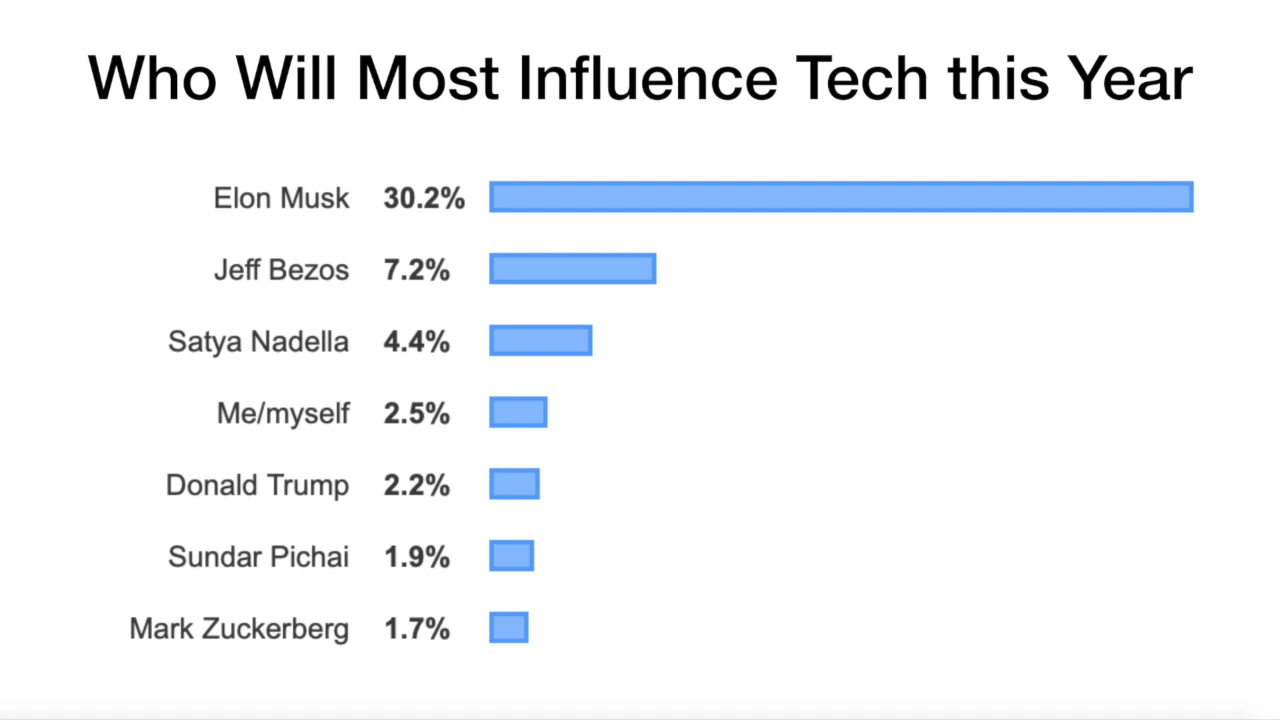 Who Will Most Influence Tech this Year
Elon Musk 30.2%
Jeff Bezos 7.2%
Satya Nadella 4.4%
Me/myself 2.5%
Donald Trump 2.2%
Sundar Pichai 1.9%
Mark Zuckerberg 1.7%